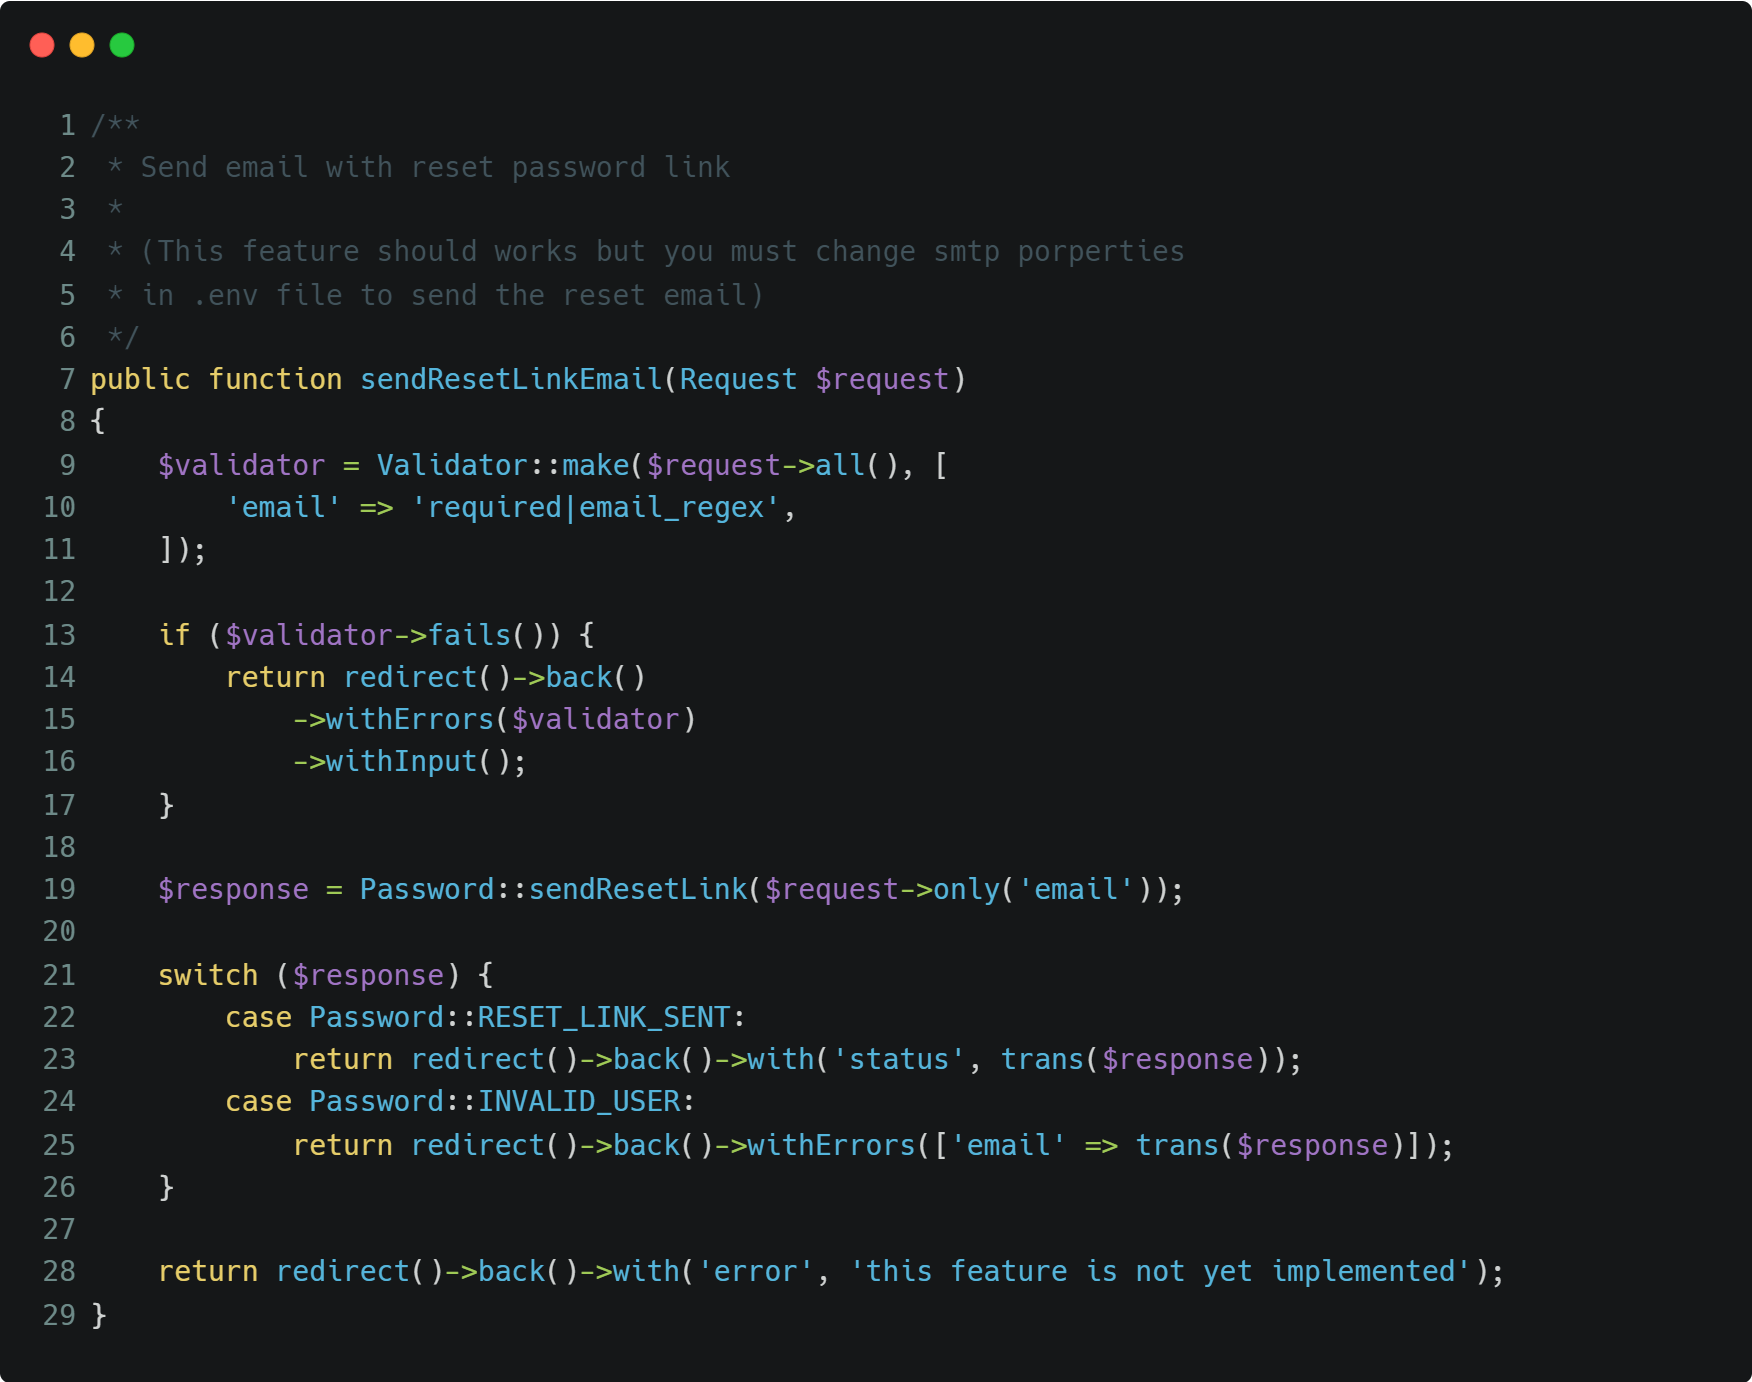 1 /**
2  * Send email with reset password link
3  *
4  * (This feature should works but you must change smtp porperties
5  * in .env file to send the reset email)
6  */
7 public function sendResetLinkEmail(Request $request)
8 {
9     $validator = Validator::make($request->all(), [
10         'email' => 'required|email_regex',
11     ]);
12
13     if ($validator->fails()) {
14         return redirect()->back()
15             ->withErrors($validator)
16             ->withInput();
17     }
18
19     $response = Password::sendResetLink($request->only('email'));
20
21     switch ($response) {
22         case Password::RESET_LINK_SENT:
23             return redirect()->back()->with('status', trans($response));
24         case Password::INVALID_USER:
25             return redirect()->back()->withErrors(['email' => trans($response)]);
26     }
27
28     return redirect()->back()->with('error', 'this feature is not yet implemented');
29 }